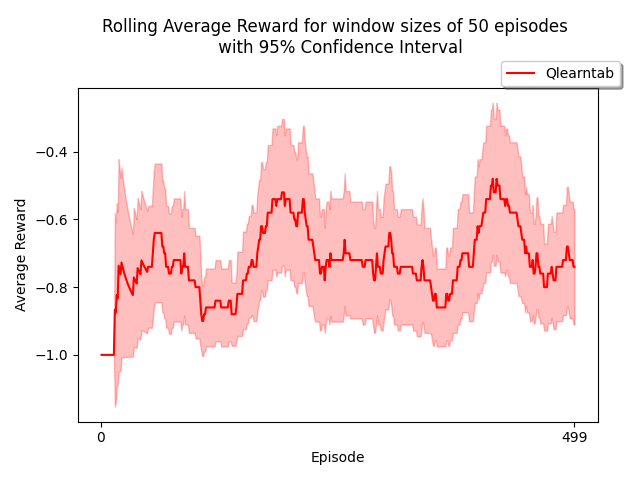 Rolling Average Reward for window sizes of 50 episodes
with 95% Confidence Interval
Qlearntab
−0.4
−0.6
−0.8
−1.0
Average Reward
0
499
Episode